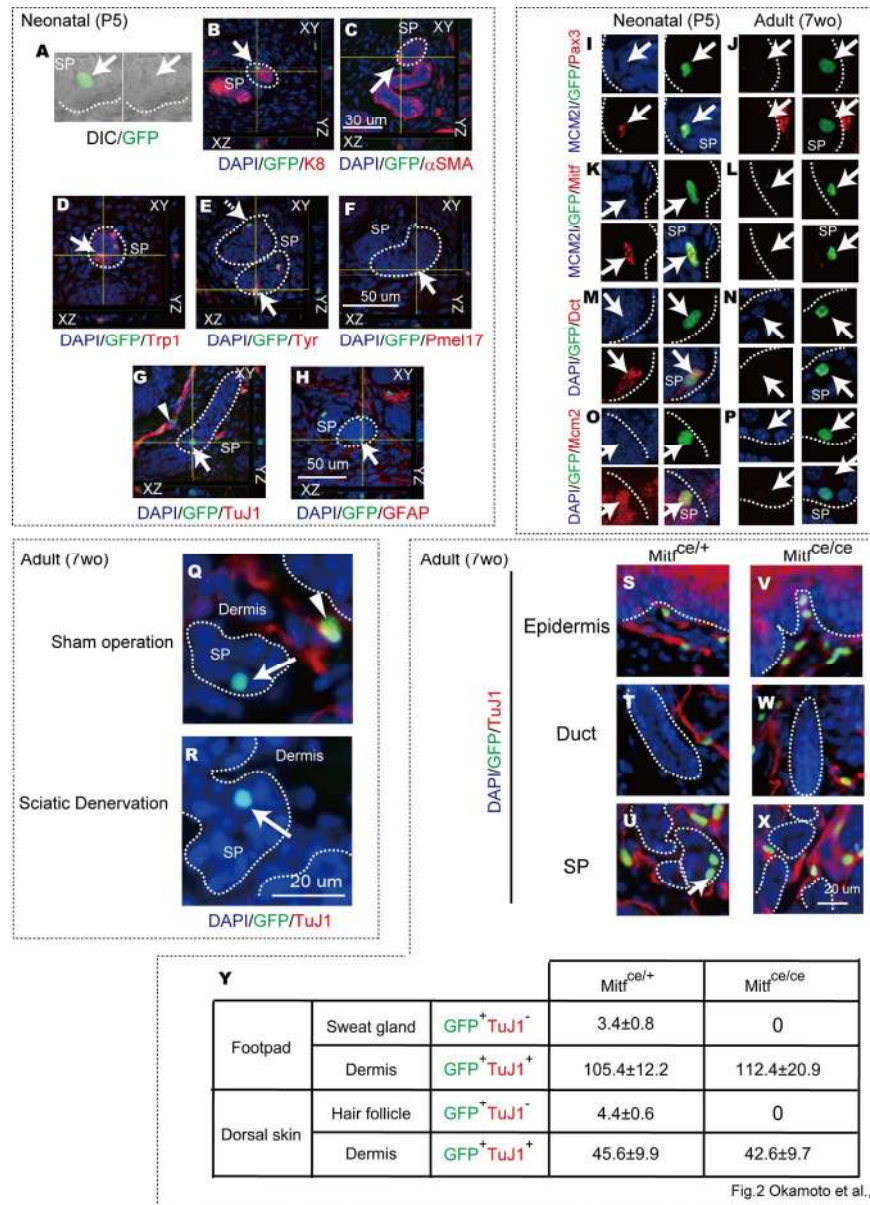 Neonatal (P5)
A
SP
DIC/GFP
B
XY
SP
YZ
XZ
DAPI/GFP/K8
C
SP
XY
30 um
YZ
DAPI/GFP/αSMA
D
XY
SP
XZ
DAPI/GFP/Trp1
E
XY
SP
XZ
DAPI/GFP/Tyr
F
XY
SP
50 um
YZ
XZ
DAPI/GFP/Pmel17
G
XY
SP
YZ
XZ
DAPI/GFP/TuJ1
H
XY
SP
50 um
YZ
XZ
DAPI/GFP/GFAP
Neonatal (P5)
Adult (7wo)
MCM2I/GFP/Pax3
I
SP
J
SP
MCM2I/GFP/Mitf
K
SP
L
SP
DAPI/GFP/Dct
M
SP
N
SP
DAPI/GFP/Mcm2
O
SP
P
SP
Adult (7wo)
Sham operation
Q
Dermis
SP
Sciatic Denervation
R
Dermis
SP
20 um
DAPI/GFP/TuJ1
Adult (7wo)
Mitf^ce/+
Mitf^ce/ce
DAPI/GFP/TuJ1
Epidermis
S
V
Duct
T
W
SP
U
X
20 um
Y
Mitf^ce/+ Mitf^ce/ce
Footpad Sweat gland GFP⁺TuJ1⁻ 3.4±0.8 0
Dermis GFP⁺TuJ1⁺ 105.4±12.2 112.4±20.9
Dorsal skin Hair follicle GFP⁺TuJ1⁻ 4.4±0.6 0
Dermis GFP⁺TuJ1⁺ 45.6±9.9 42.6±9.7
Fig.2 Okamoto et al.,